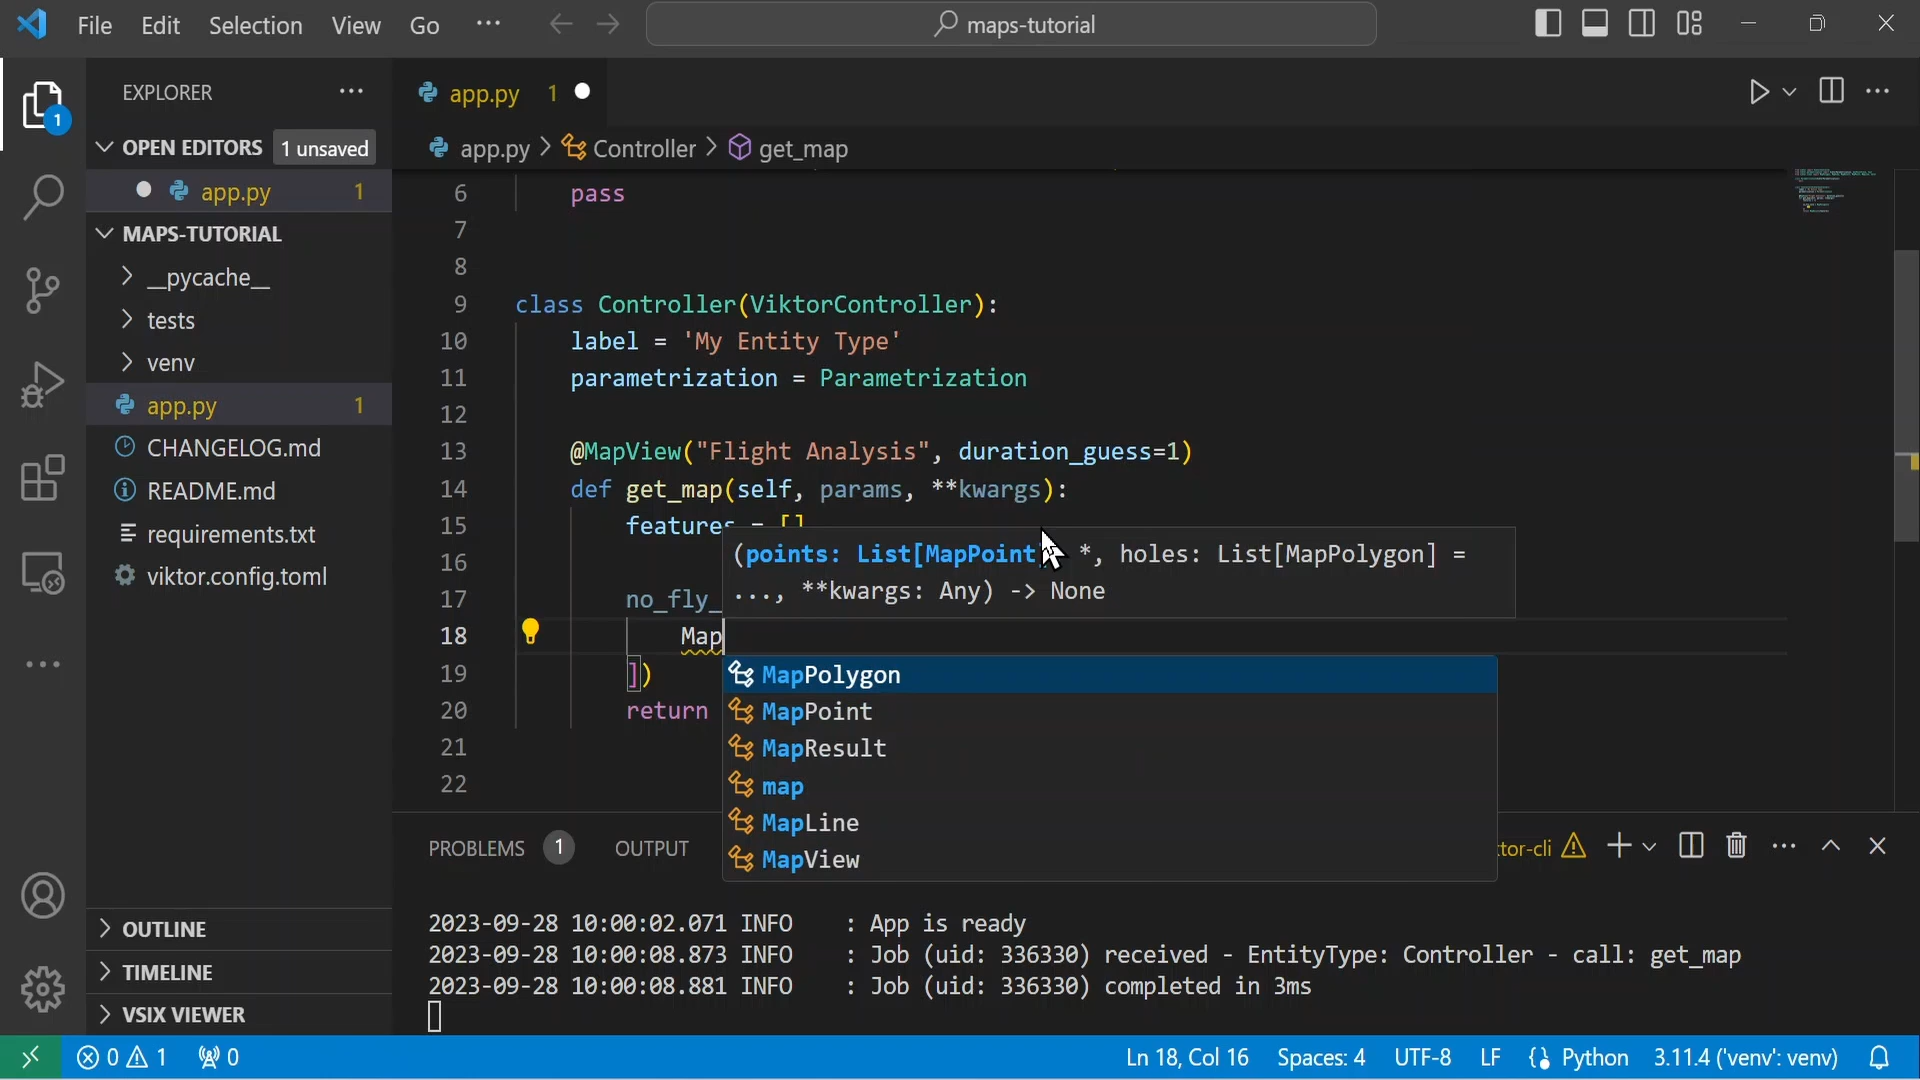 File Edit Selection View Go ··· maps-tutorial
EXPLORER ···
1
OPEN EDITORS 1 unsaved
app.py 1
MAPS-TUTORIAL
__pycache__
tests
venv
app.py 1
CHANGELOG.md
README.md
requirements.txt
viktor.config.toml
OUTLINE
TIMELINE
VSIX VIEWER
app.py 1
app.py > Controller > get_map
6 pass
7
8
9 class Controller(ViktorController):
10 label = 'My Entity Type'
11 parametrization = Parametrization
12
13 @MapView("Flight Analysis", duration_guess=1)
14 def get_map(self, params, **kwargs):
15 features = []
16
17 no_fly_
18 Map
19 ])
20 return
21
22
(points: List[MapPoint], *, holes: List[MapPolygon] =
..., **kwargs: Any) -> None
MapPolygon
MapPoint
MapResult
map
MapLine
MapView
PROBLEMS 1 OUTPUT tor-cli
2023-09-28 10:00:02.071 INFO : App is ready
2023-09-28 10:00:08.873 INFO : Job (uid: 336330) received - EntityType: Controller - call: get_map
2023-09-28 10:00:08.881 INFO : Job (uid: 336330) completed in 3ms
0 1 0 Ln 18, Col 16 Spaces: 4 UTF-8 LF Python 3.11.4 ('venv': venv)